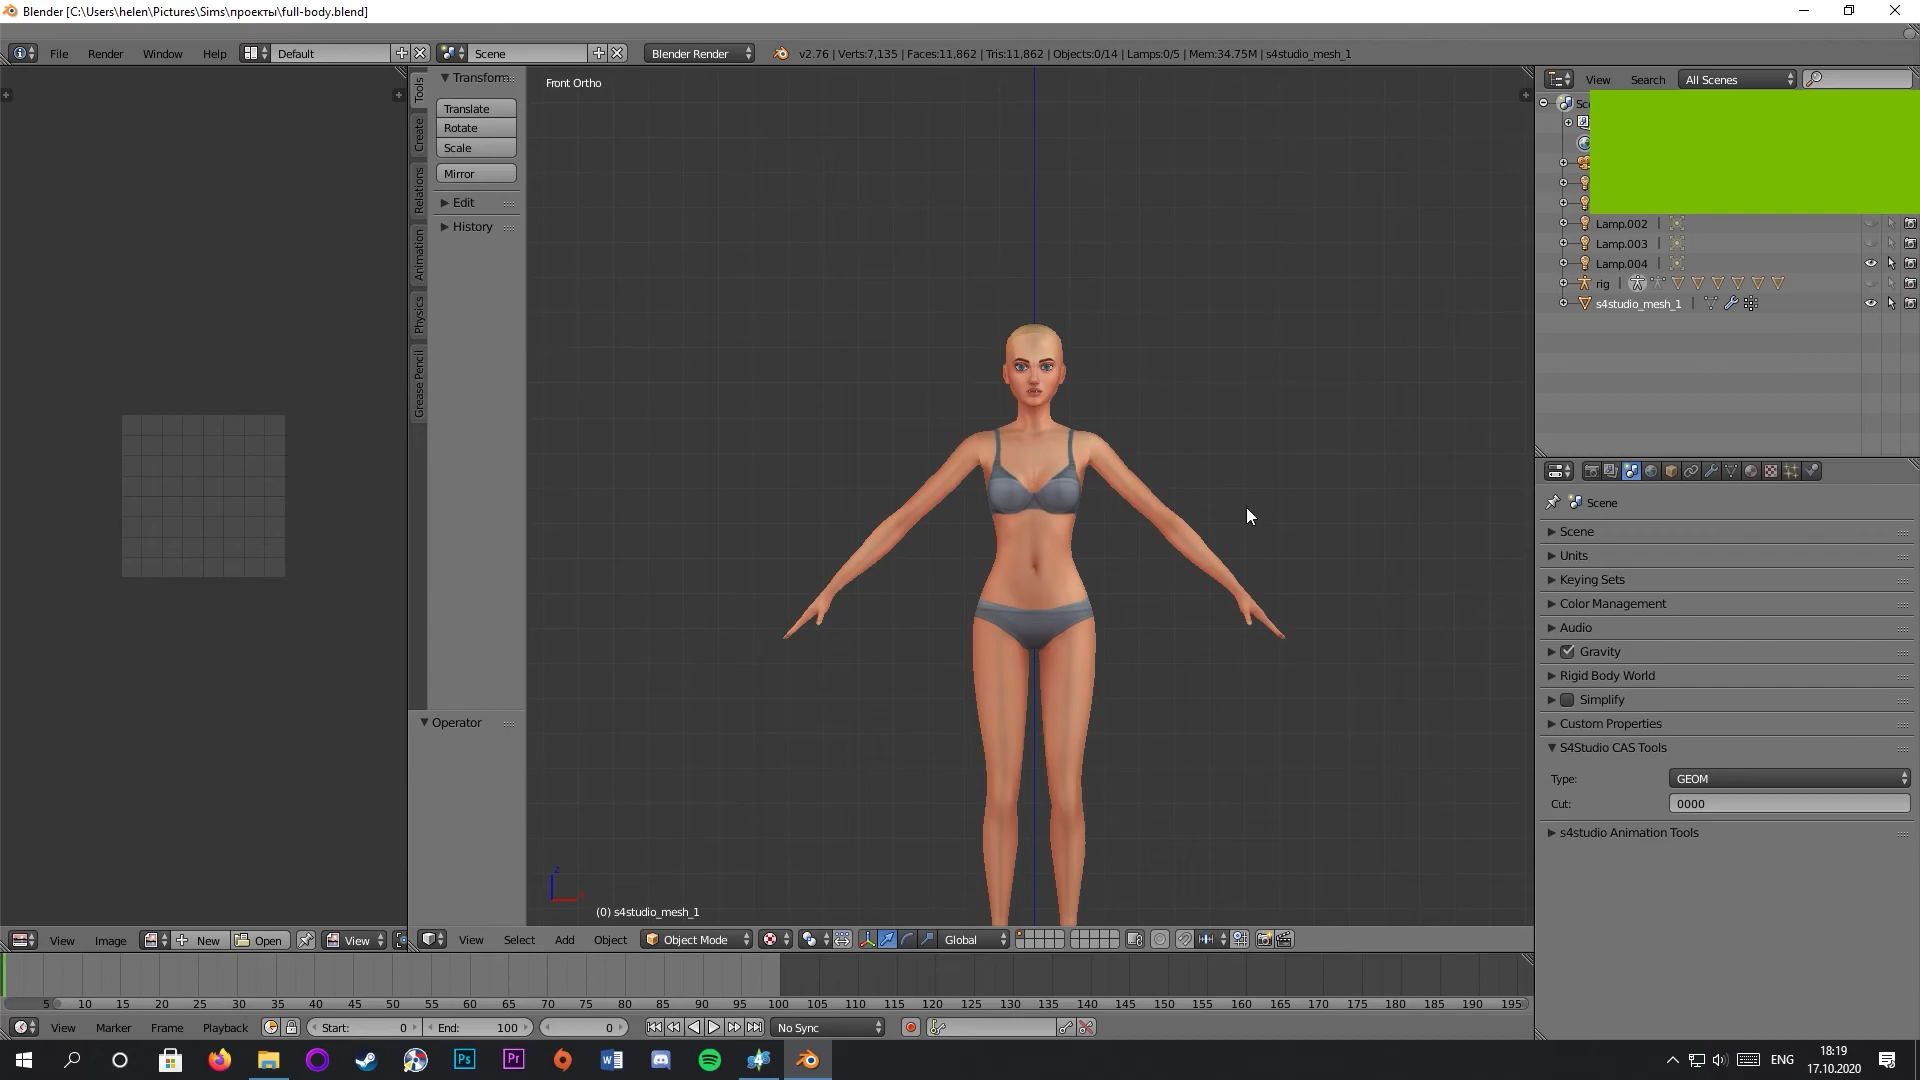 Blender [C:\Users\helen\Pictures\Sims\проекты\full-body.blend]
File Render Window Help Default Scene Blender Render v2.76 | Verts:7,135 | Faces:11,862 | Tris:11,862 | Objects:0/14 | Lamps:0/5 | Mem:34.75M | s4studio_mesh_1
Tools
Create
Relations
Animation
Physics
Grease Pencil
Transform
Translate
Rotate
Scale
Mirror
Edit
History
Operator
Front Ortho
z
(0) s4studio_mesh_1
View Search All Scenes
Lamp.002
Lamp.003
Lamp.004
rig
s4studio_mesh_1
Scene
Scene
Units
Keying Sets
Color Management
Audio
Gravity
Rigid Body World
Simplify
Custom Properties
S4Studio CAS Tools
Type: GEOM
Cut: 0000
s4studio Animation Tools
View Image New Open View
View Select Add Object Object Mode Global
5 10 15 20 25 30 35 40 45 50 55 60 65 70 75 80 85 90 95 100 105 110 115 120 125 130 135 140 145 150 155 160 165 170 175 180 185 190 195
View Marker Frame Playback Start: 0 End: 100 0 No Sync
Ps Pr ENG 18:19
17.10.2020